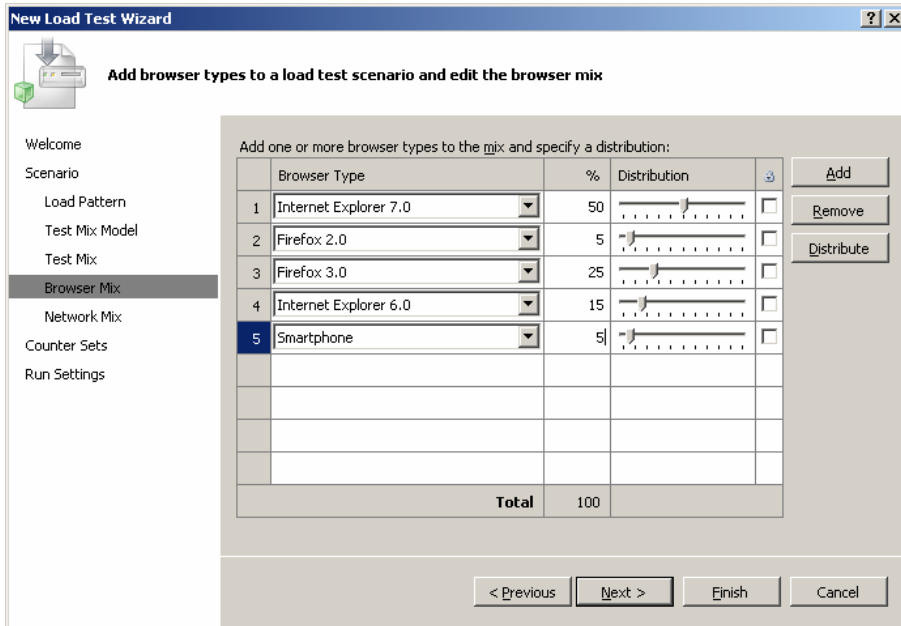 New Load Test Wizard
Add browser types to a load test scenario and edit the browser mix
Welcome
Scenario
Load Pattern
Test Mix Model
Test Mix
Browser Mix
Network Mix
Counter Sets
Run Settings
Add one or more browser types to the mix and specify a distribution:
Browser Type % Distribution
1 Internet Explorer 7.0 50
2 Firefox 2.0 5
3 Firefox 3.0 25
4 Internet Explorer 6.0 15
5 Smartphone 5
Total 100
Add
Remove
Distribute
< Previous Next > Finish Cancel